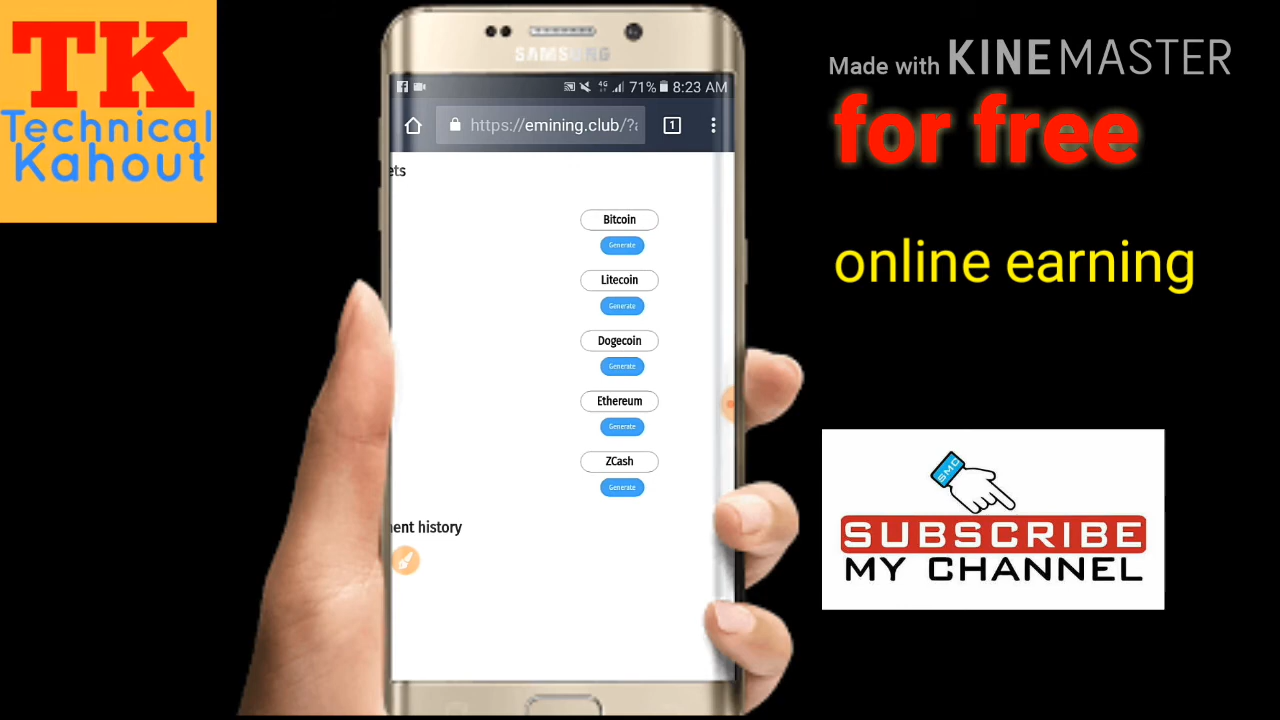 TK
Technical
Kahout
SAMSUNG
4G 71% 8:23 AM
https://emining.club/?a
1
ets
Bitcoin
Generate
Litecoin
Generate
Dogecoin
Generate
Ethereum
Generate
ZCash
Generate
ent history
Made with KINEMASTER
for free
online earning
SMC
SUBSCRIBE
MY CHANNEL